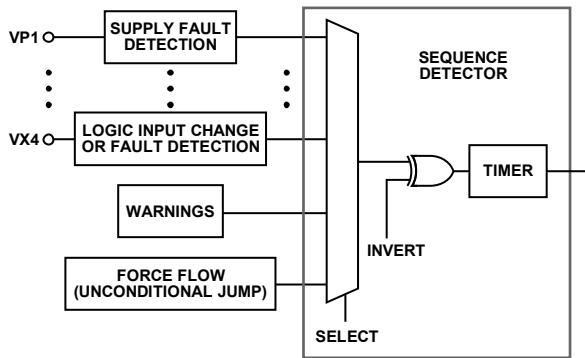 VP1
SUPPLY FAULT
DETECTION
SEQUENCE
DETECTOR
VX4
LOGIC INPUT CHANGE
OR FAULT DETECTION
WARNINGS
TIMER
INVERT
FORCE FLOW
(UNCONDITIONAL JUMP)
SELECT